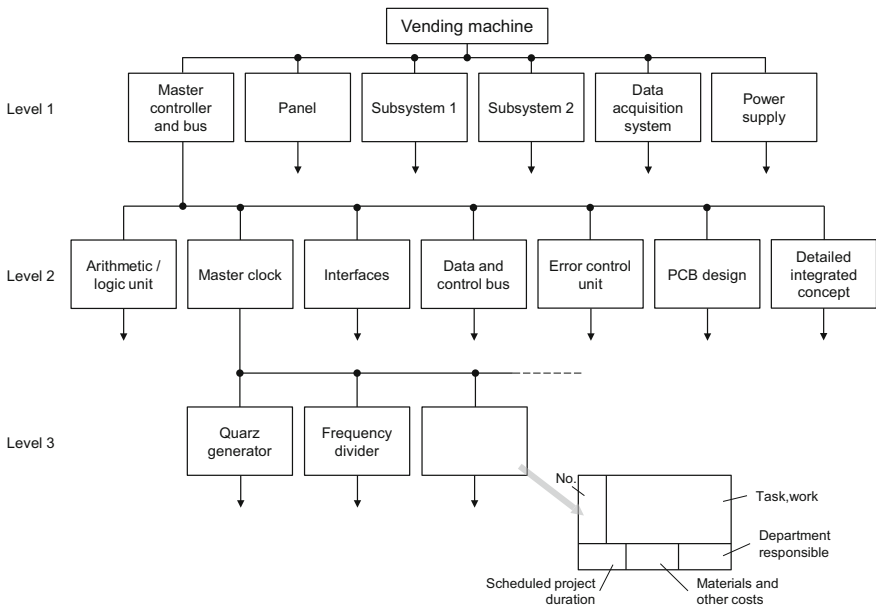 Vending machine
Level 1
Master
controller
and bus
Panel
Subsystem 1
Subsystem 2
Data
acquisition
system
Power
supply
Level 2
Arithmetic /
logic unit
Master clock
Interfaces
Data and
control bus
Error control
unit
PCB design
Detailed
integrated
concept
Level 3
Quarz
generator
Frequency
divider
No.
Task,work
Department
responsible
Scheduled project
duration
Materials and
other costs